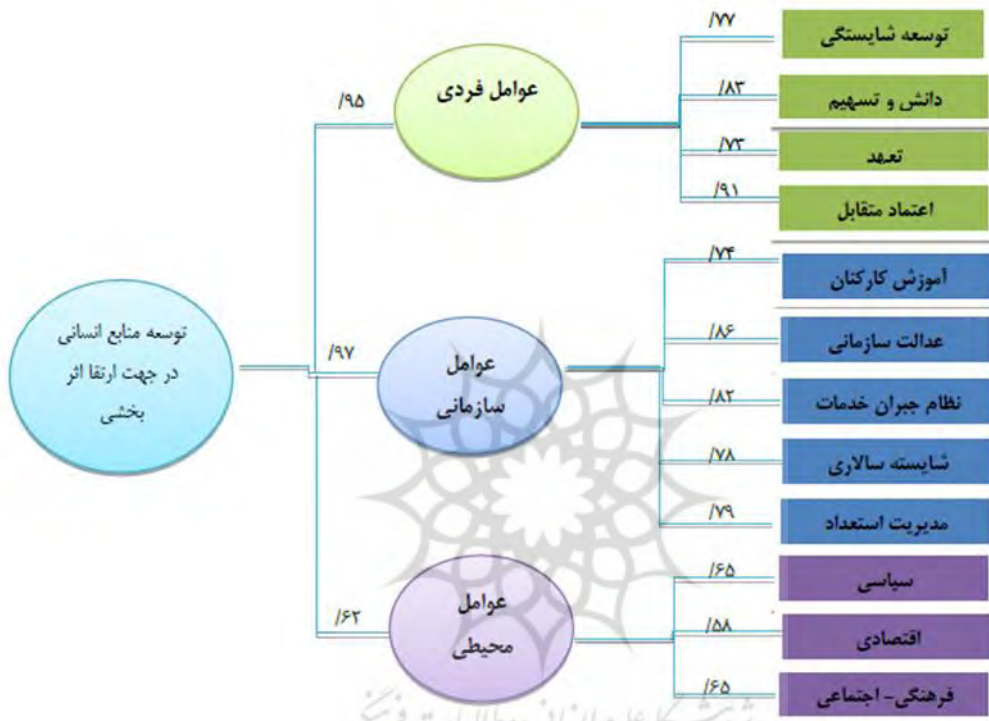 /۷۷
توسعه شایستگی
عوامل فردی
/۹۵
/۸۳
دانش و تسهیم
/۷۳
تعهد
/۹۱
اعتماد متقابل
/۷۴
آموزش کارکنان
توسعه منابع انسانی
در جهت ارتقا اثر
بخشی
/۹۷
عوامل
سازمانی
/۸۶
عدالت سازمانی
/۸۲
نظام جبران خدمات
/۷۸
شایسته سالاری
/۷۹
مدیریت استعداد
/۶۲
عوامل
محیطی
/۶۵
سیاسی
/۵۸
اقتصادی
/۶۵
فرهنگی- اجتماعی